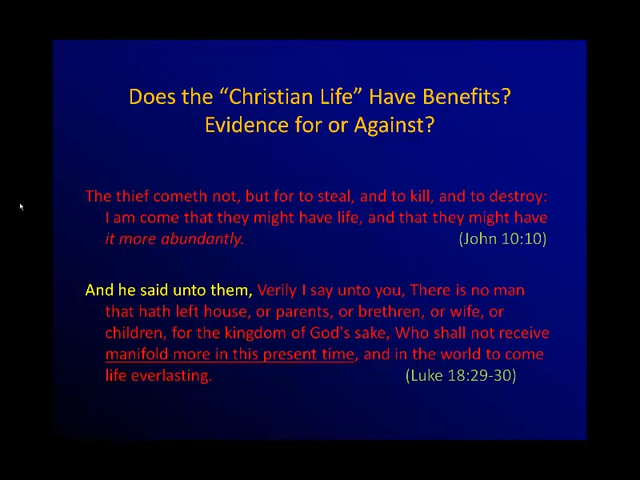 Does the “Christian Life” Have Benefits?
Evidence for or Against?
The thief cometh not, but for to steal, and to kill, and to destroy:
I am come that they might have life, and that they might have
it more abundantly. (John 10:10)
And he said unto them, Verily I say unto you, There is no man
that hath left house, or parents, or brethren, or wife, or
children, for the kingdom of God's sake, Who shall not receive
manifold more in this present time, and in the world to come
life everlasting. (Luke 18:29-30)